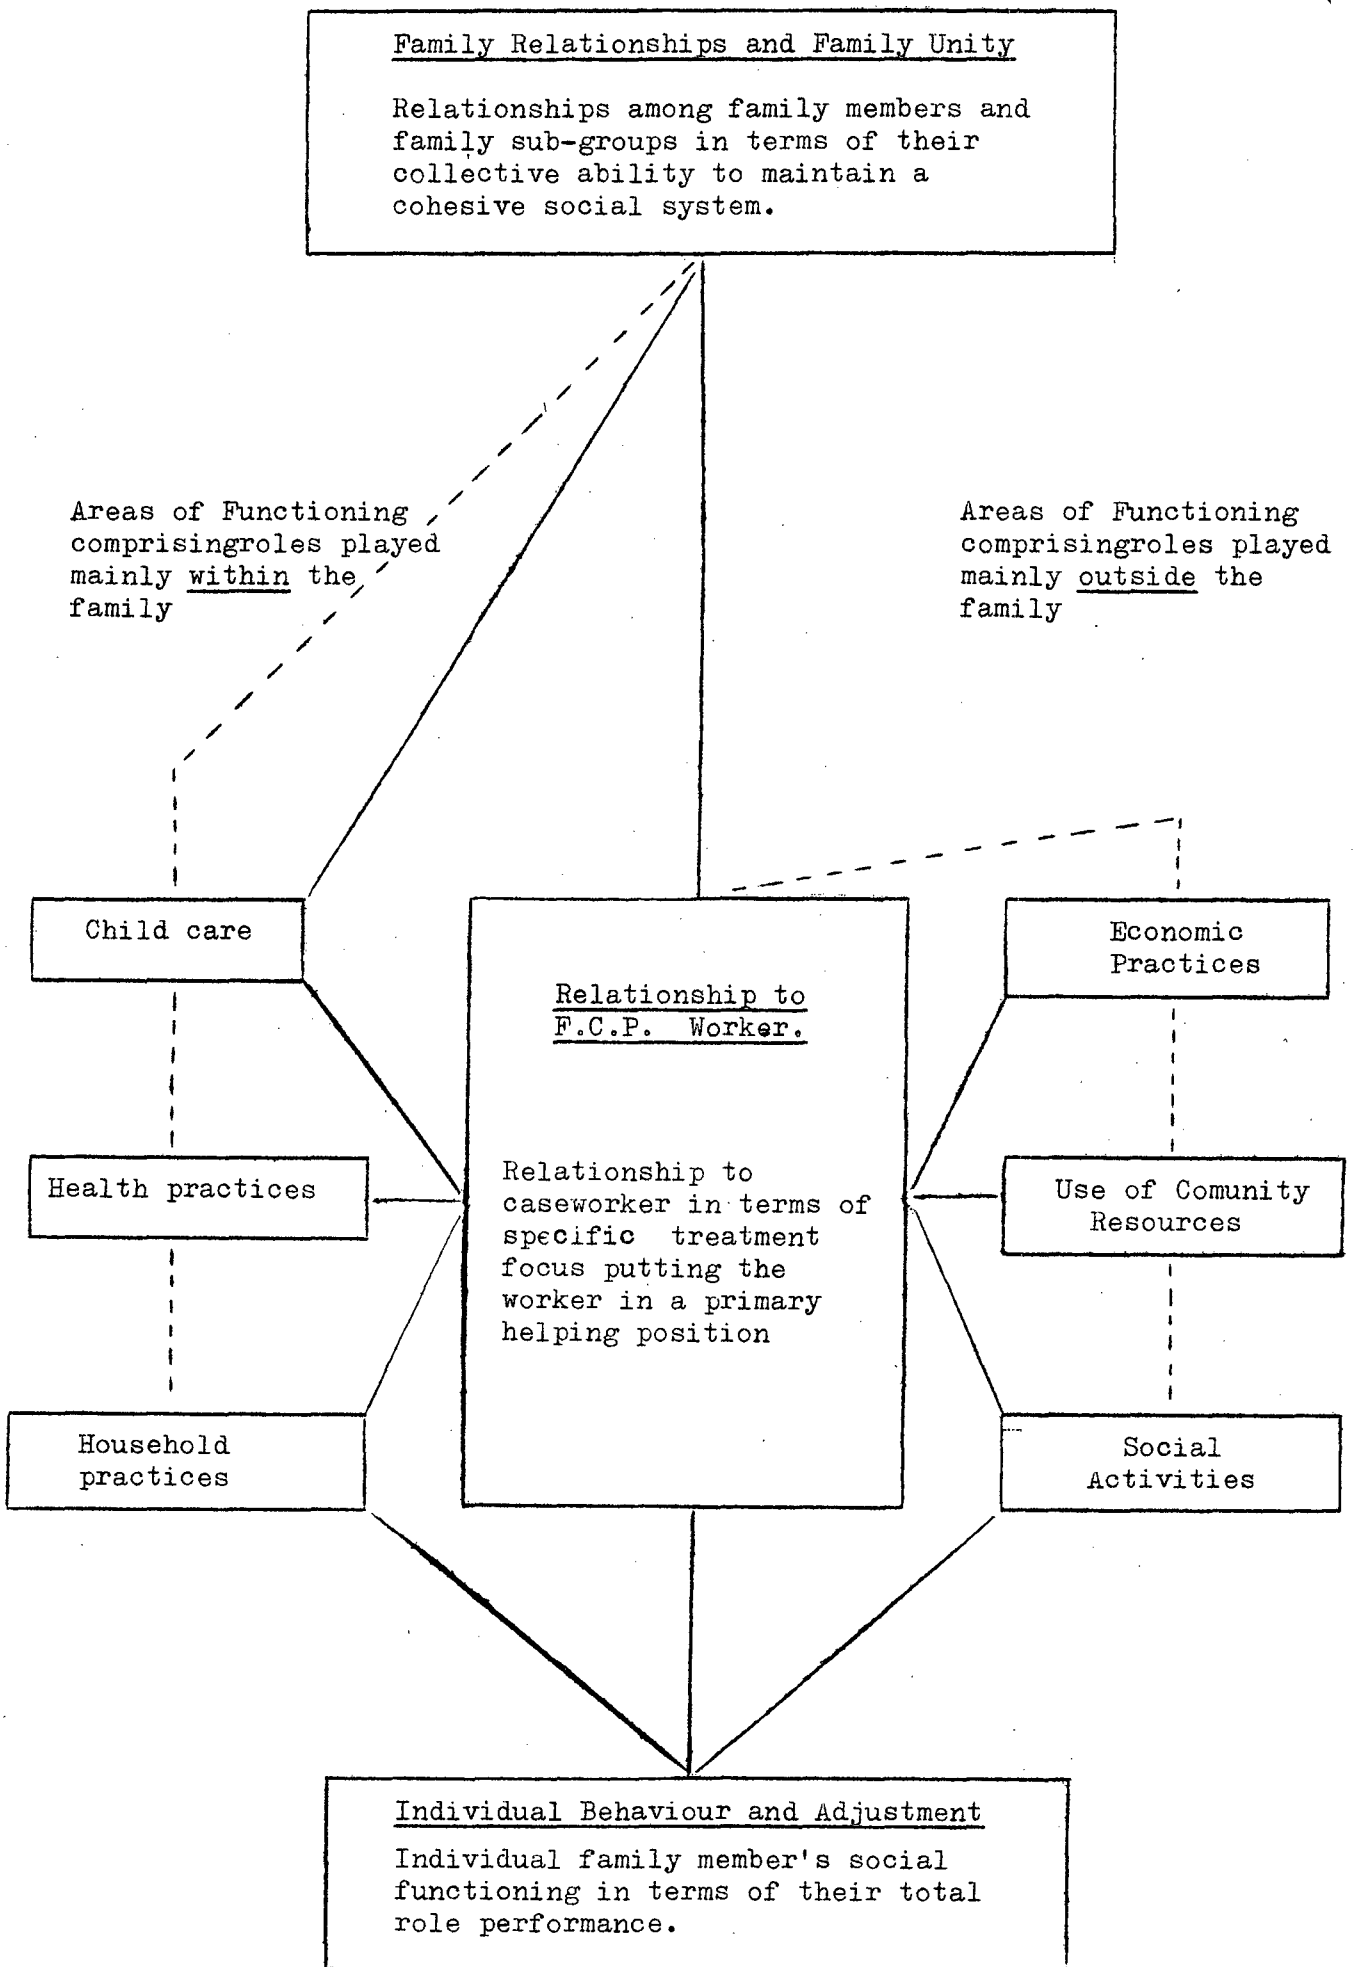 Family Relationships and Family Unity
Relationships among family members and
family sub-groups in terms of their
collective ability to maintain a
cohesive social system.
Areas of Functioning
comprisingroles played
mainly within the
family
Areas of Functioning
comprisingroles played
mainly outside the
family
Child care
Relationship to
F.C.P. Worker.
Economic
Practices
Health practices
Relationship to
caseworker in terms of
specific treatment
focus putting the
worker in a primary
helping position
Use of Comunity
Resources
Household
practices
Social
Activities
Individual Behaviour and Adjustment
Individual family member's social
functioning in terms of their total
role performance.